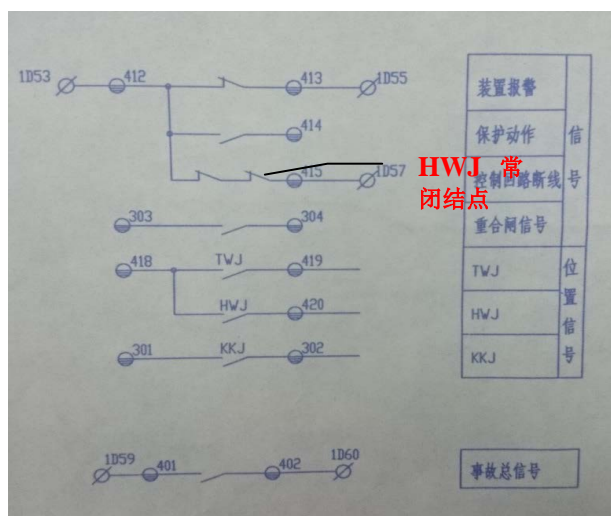 1D53 412 413 1D55 装置报警
414 保护动作 信号
415 1D57 控制回路断线
HWJ 常
闭结点
303 304 重合闸信号
418 TWJ 419 TWJ 位置信号
HWJ 420 HWJ
301 KKJ 302 KKJ
1D59 401 402 1D60 事故总信号